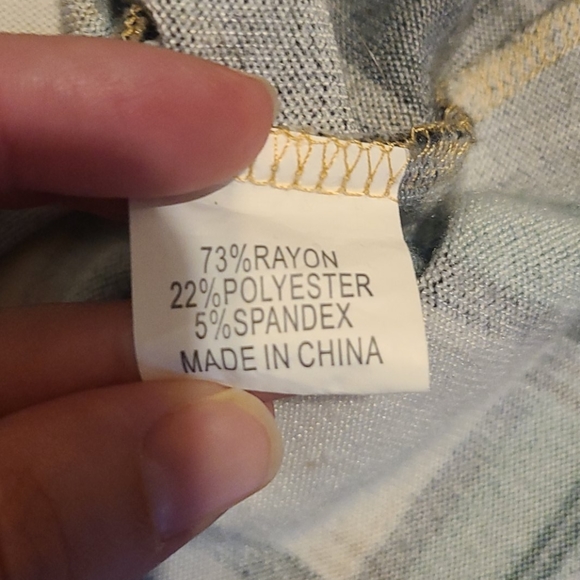 73%RAYON
22%POLYESTER
5%SPANDEX
MADE IN CHINA